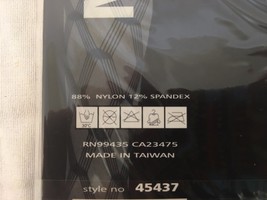 88% NYLON 12% SPANDEX
RN99435 CA23475
MADE IN TAIWAN
style no 45437